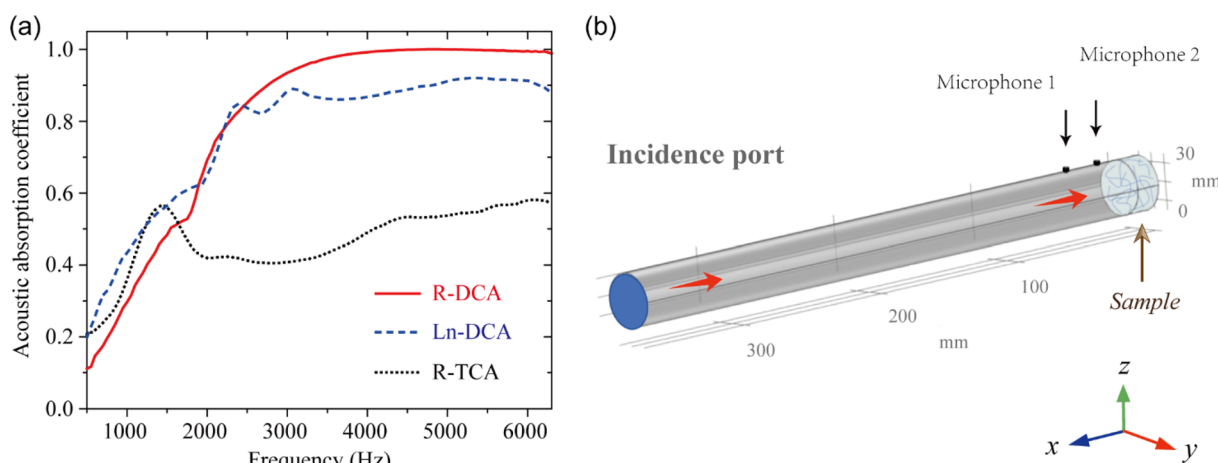 (a)
Acoustic absorption coefficient
1.0
0.8
0.6
0.4
0.2
0.0
R-DCA
Ln-DCA
R-TCA
1000 2000 3000 4000 5000 6000
Frequency (Hz)
(b)
Microphone 2
Microphone 1
Incidence port
30
mm
0
100
Sample
200
mm
300
z
x
y